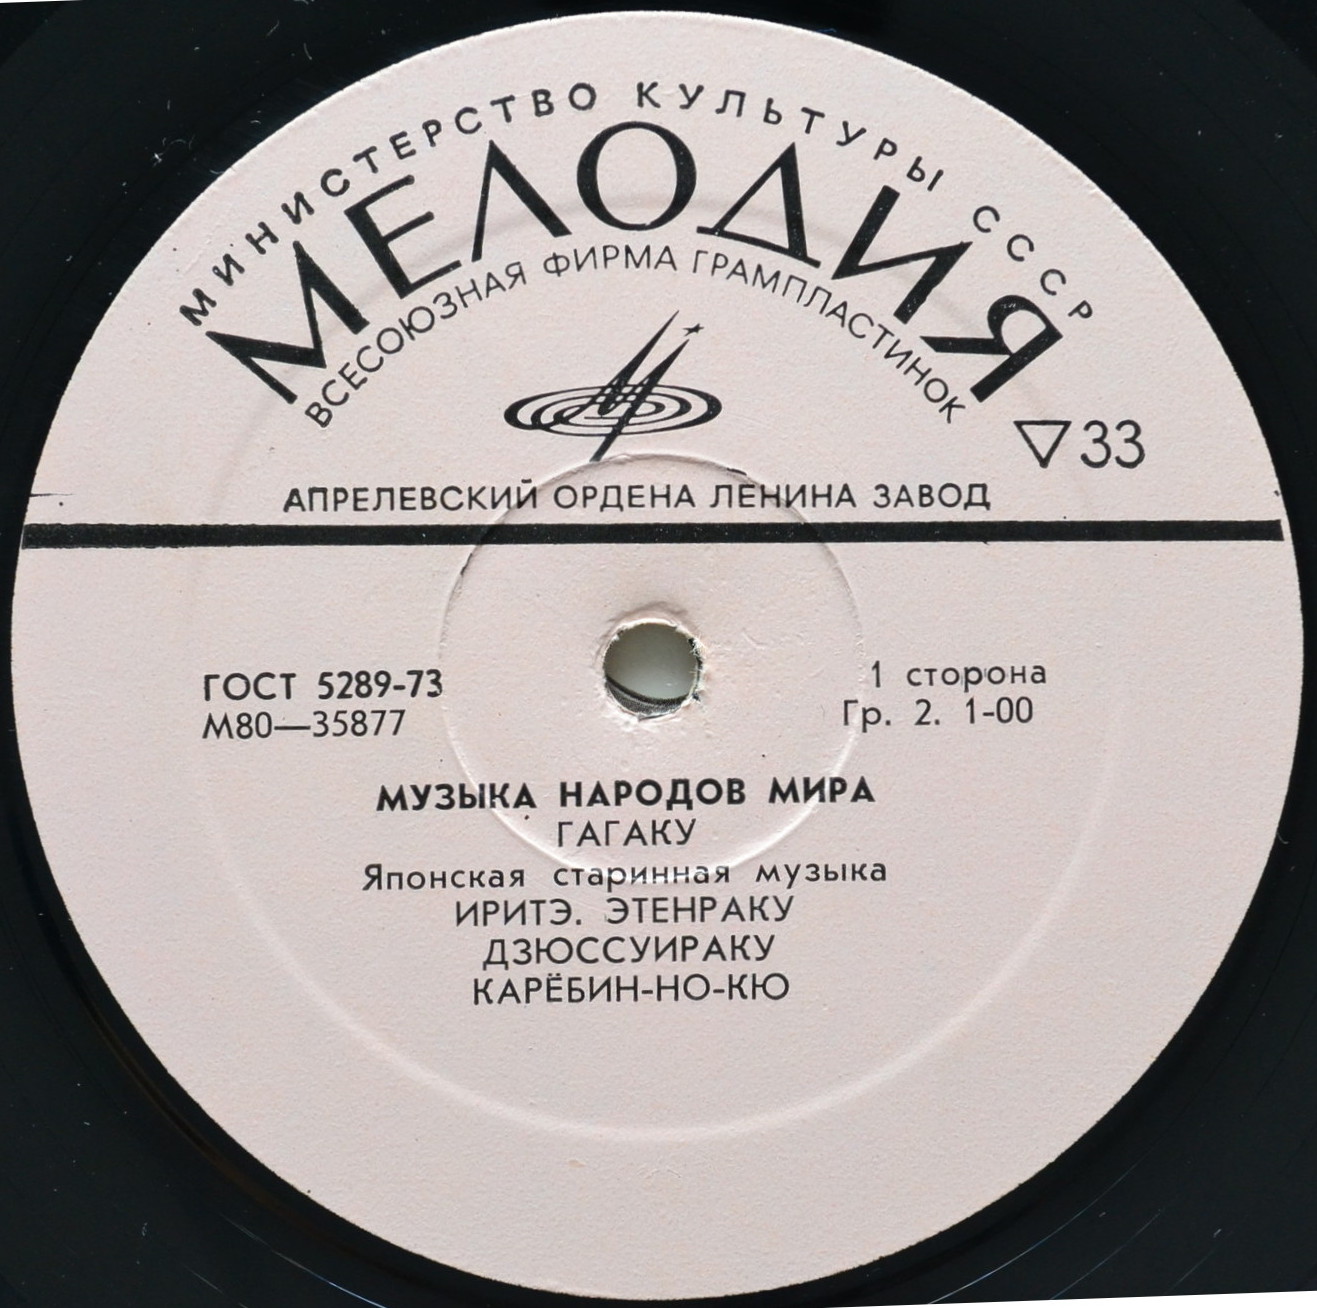 МИНИСТЕРСТВО КУЛЬТУРЫ СССР
МЕЛОДИЯ
ВСЕСОЮЗНАЯ ФИРМА ГРАМПЛАСТИНОК
▽33
АПРЕЛЕВСКИЙ ОРДЕНА ЛЕНИНА ЗАВОД
ГОСТ 5289-73
М80—35877
1 сторона
Гр. 2. 1-00
МУЗЫКА НАРОДОВ МИРА
ГАГАКУ
Японская старинная музыка
ИРИТЭ. ЭТЕНРАКУ
ДЗЮССУИРАКУ
КАРЁБИН-НО-КЮ